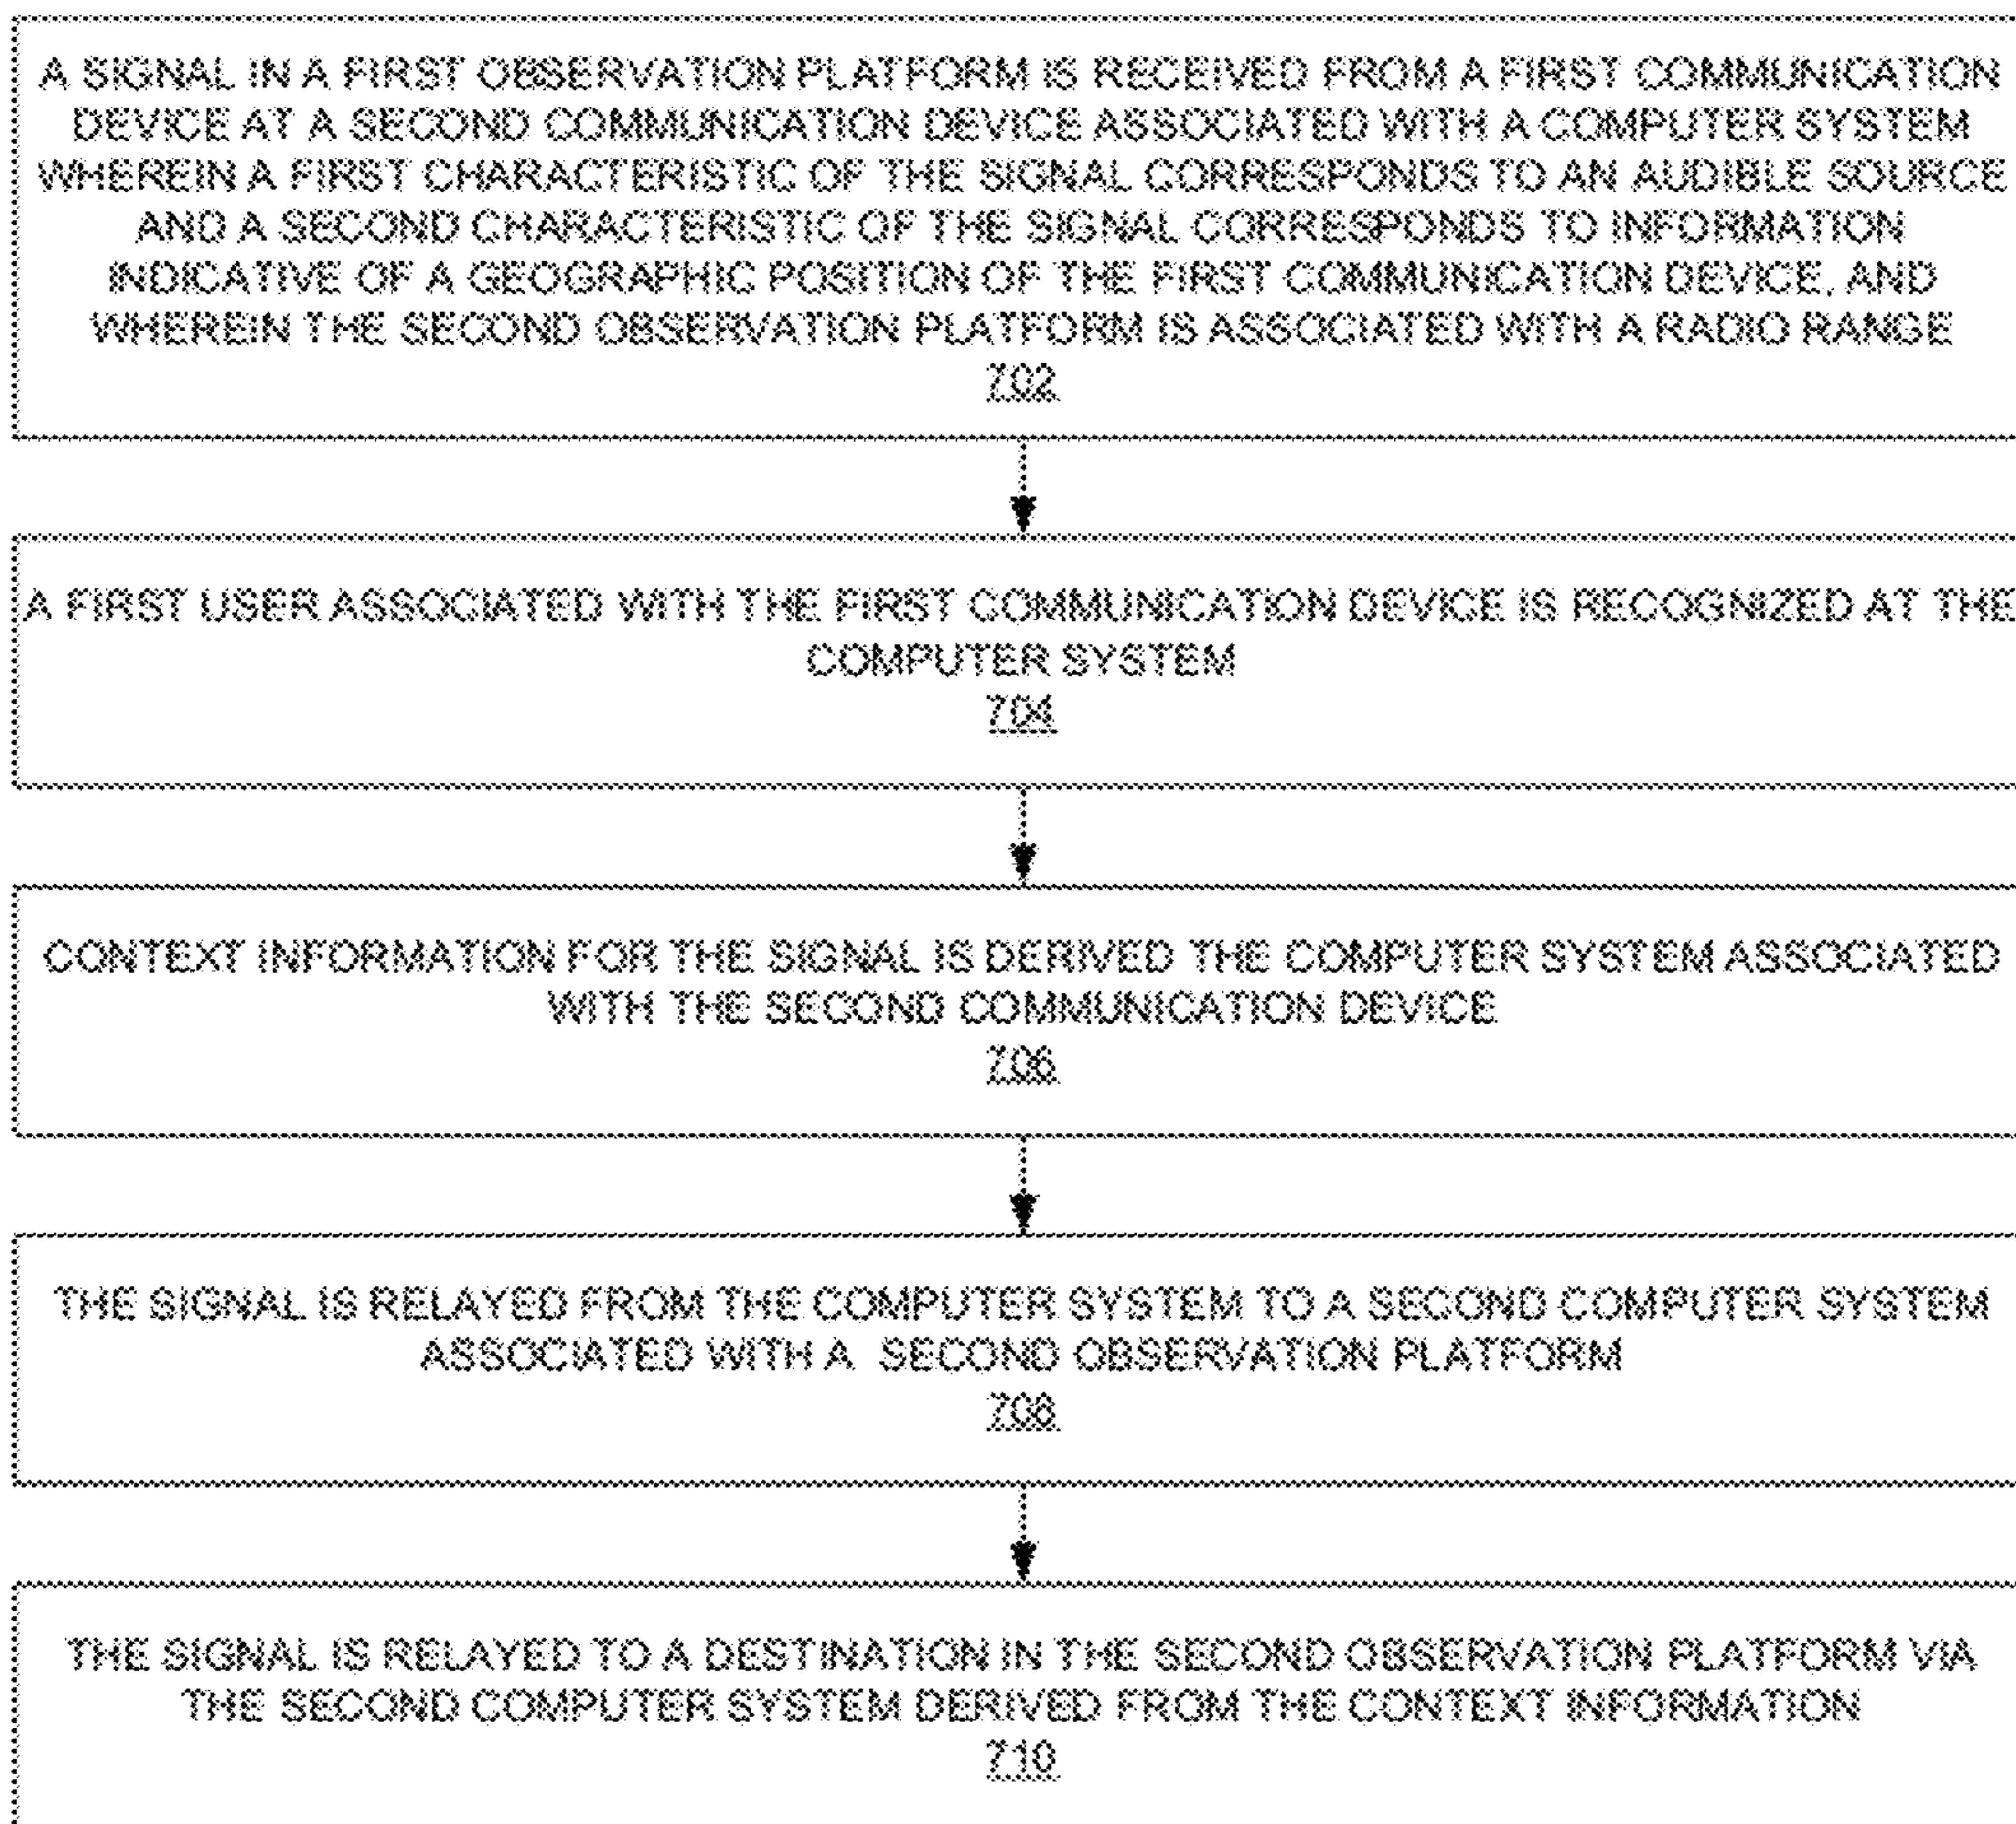 A SIGNAL IN A FIRST OBSERVATION PLATFORM IS RECEIVED FROM A FIRST COMMUNICATION
DEVICE AT A SECOND COMMUNICATION DEVICE ASSOCIATED WITH A COMPUTER SYSTEM
WHEREIN A FIRST CHARACTERISTIC OF THE SIGNAL CORRESPONDS TO AN AUDIBLE SOURCE
AND A SECOND CHARACTERISTIC OF THE SIGNAL CORRESPONDS TO INFORMATION
INDICATIVE OF A GEOGRAPHIC POSITION OF THE FIRST COMMUNICATION DEVICE, AND
WHEREIN THE SECOND OBSERVATION PLATFORM IS ASSOCIATED WITH A RADIO RANGE
702
A FIRST USER ASSOCIATED WITH THE FIRST COMMUNICATION DEVICE IS RECOGNIZED AT THE
COMPUTER SYSTEM
704
CONTEXT INFORMATION FOR THE SIGNAL IS DERIVED THE COMPUTER SYSTEM ASSOCIATED
WITH THE SECOND COMMUNICATION DEVICE
706
THE SIGNAL IS RELAYED FROM THE COMPUTER SYSTEM TO A SECOND COMPUTER SYSTEM
ASSOCIATED WITH A SECOND OBSERVATION PLATFORM
708
THE SIGNAL IS RELAYED TO A DESTINATION IN THE SECOND OBSERVATION PLATFORM VIA
THE SECOND COMPUTER SYSTEM DERIVED FROM THE CONTEXT INFORMATION
710